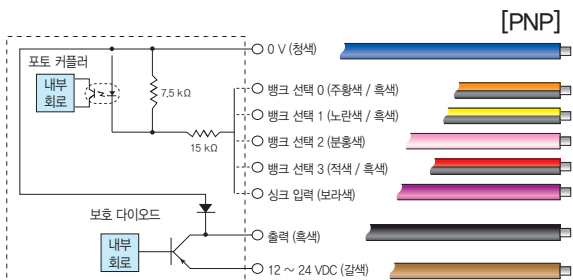 [PNP]
0 V (청색)
포토 커플러
내부
회로
7.5 kΩ
뱅크 선택 0 (주황색 / 흑색)
뱅크 선택 1 (노란색 / 흑색)
15 kΩ
뱅크 선택 2 (분홍색)
뱅크 선택 3 (적색 / 흑색)
싱크 입력 (보라색)
보호 다이오드
출력 (흑색)
내부
회로
12 ~ 24 VDC (갈색)